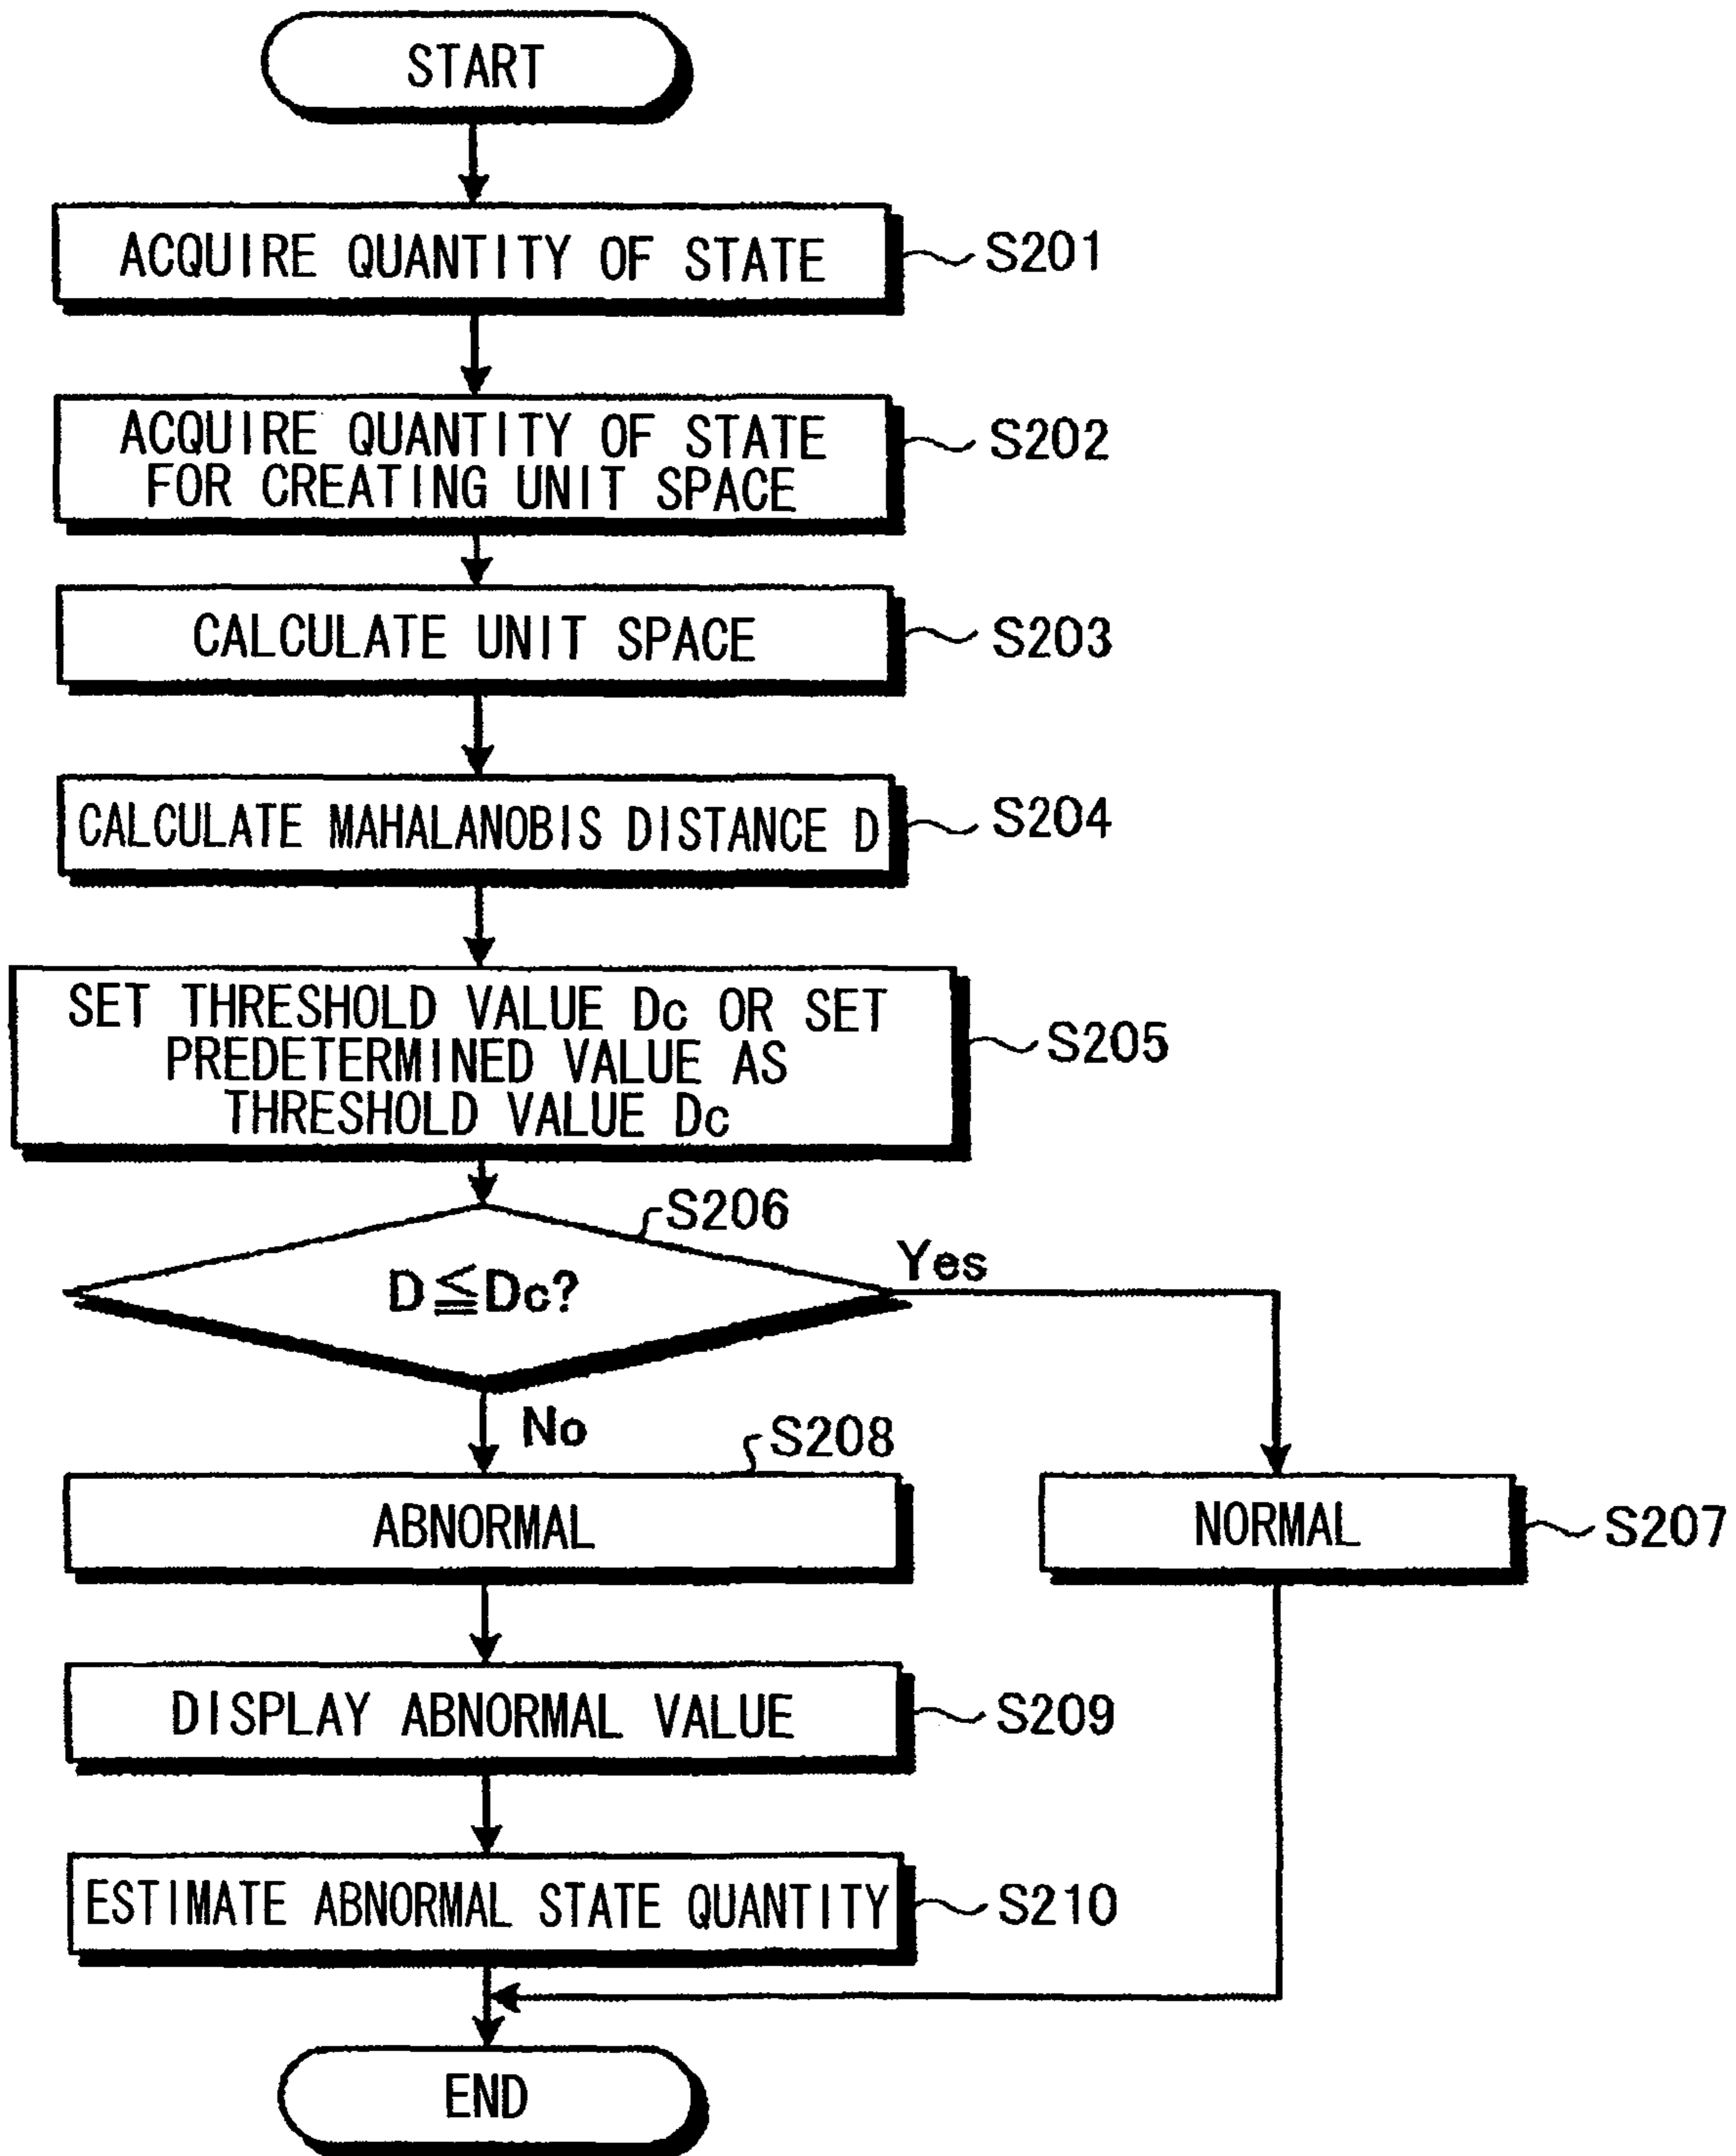 START
ACQUIRE QUANTITY OF STATE
S201
ACQUIRE QUANTITY OF STATE
FOR CREATING UNIT SPACE
S202
CALCULATE UNIT SPACE
S203
CALCULATE MAHALANOBIS DISTANCE D
S204
SET THRESHOLD VALUE Dc OR SET
PREDETERMINED VALUE AS
THRESHOLD VALUE Dc
S205
S206
D≦Dc?
Yes
No
S208
ABNORMAL
NORMAL
S207
DISPLAY ABNORMAL VALUE
S209
ESTIMATE ABNORMAL STATE QUANTITY
S210
END